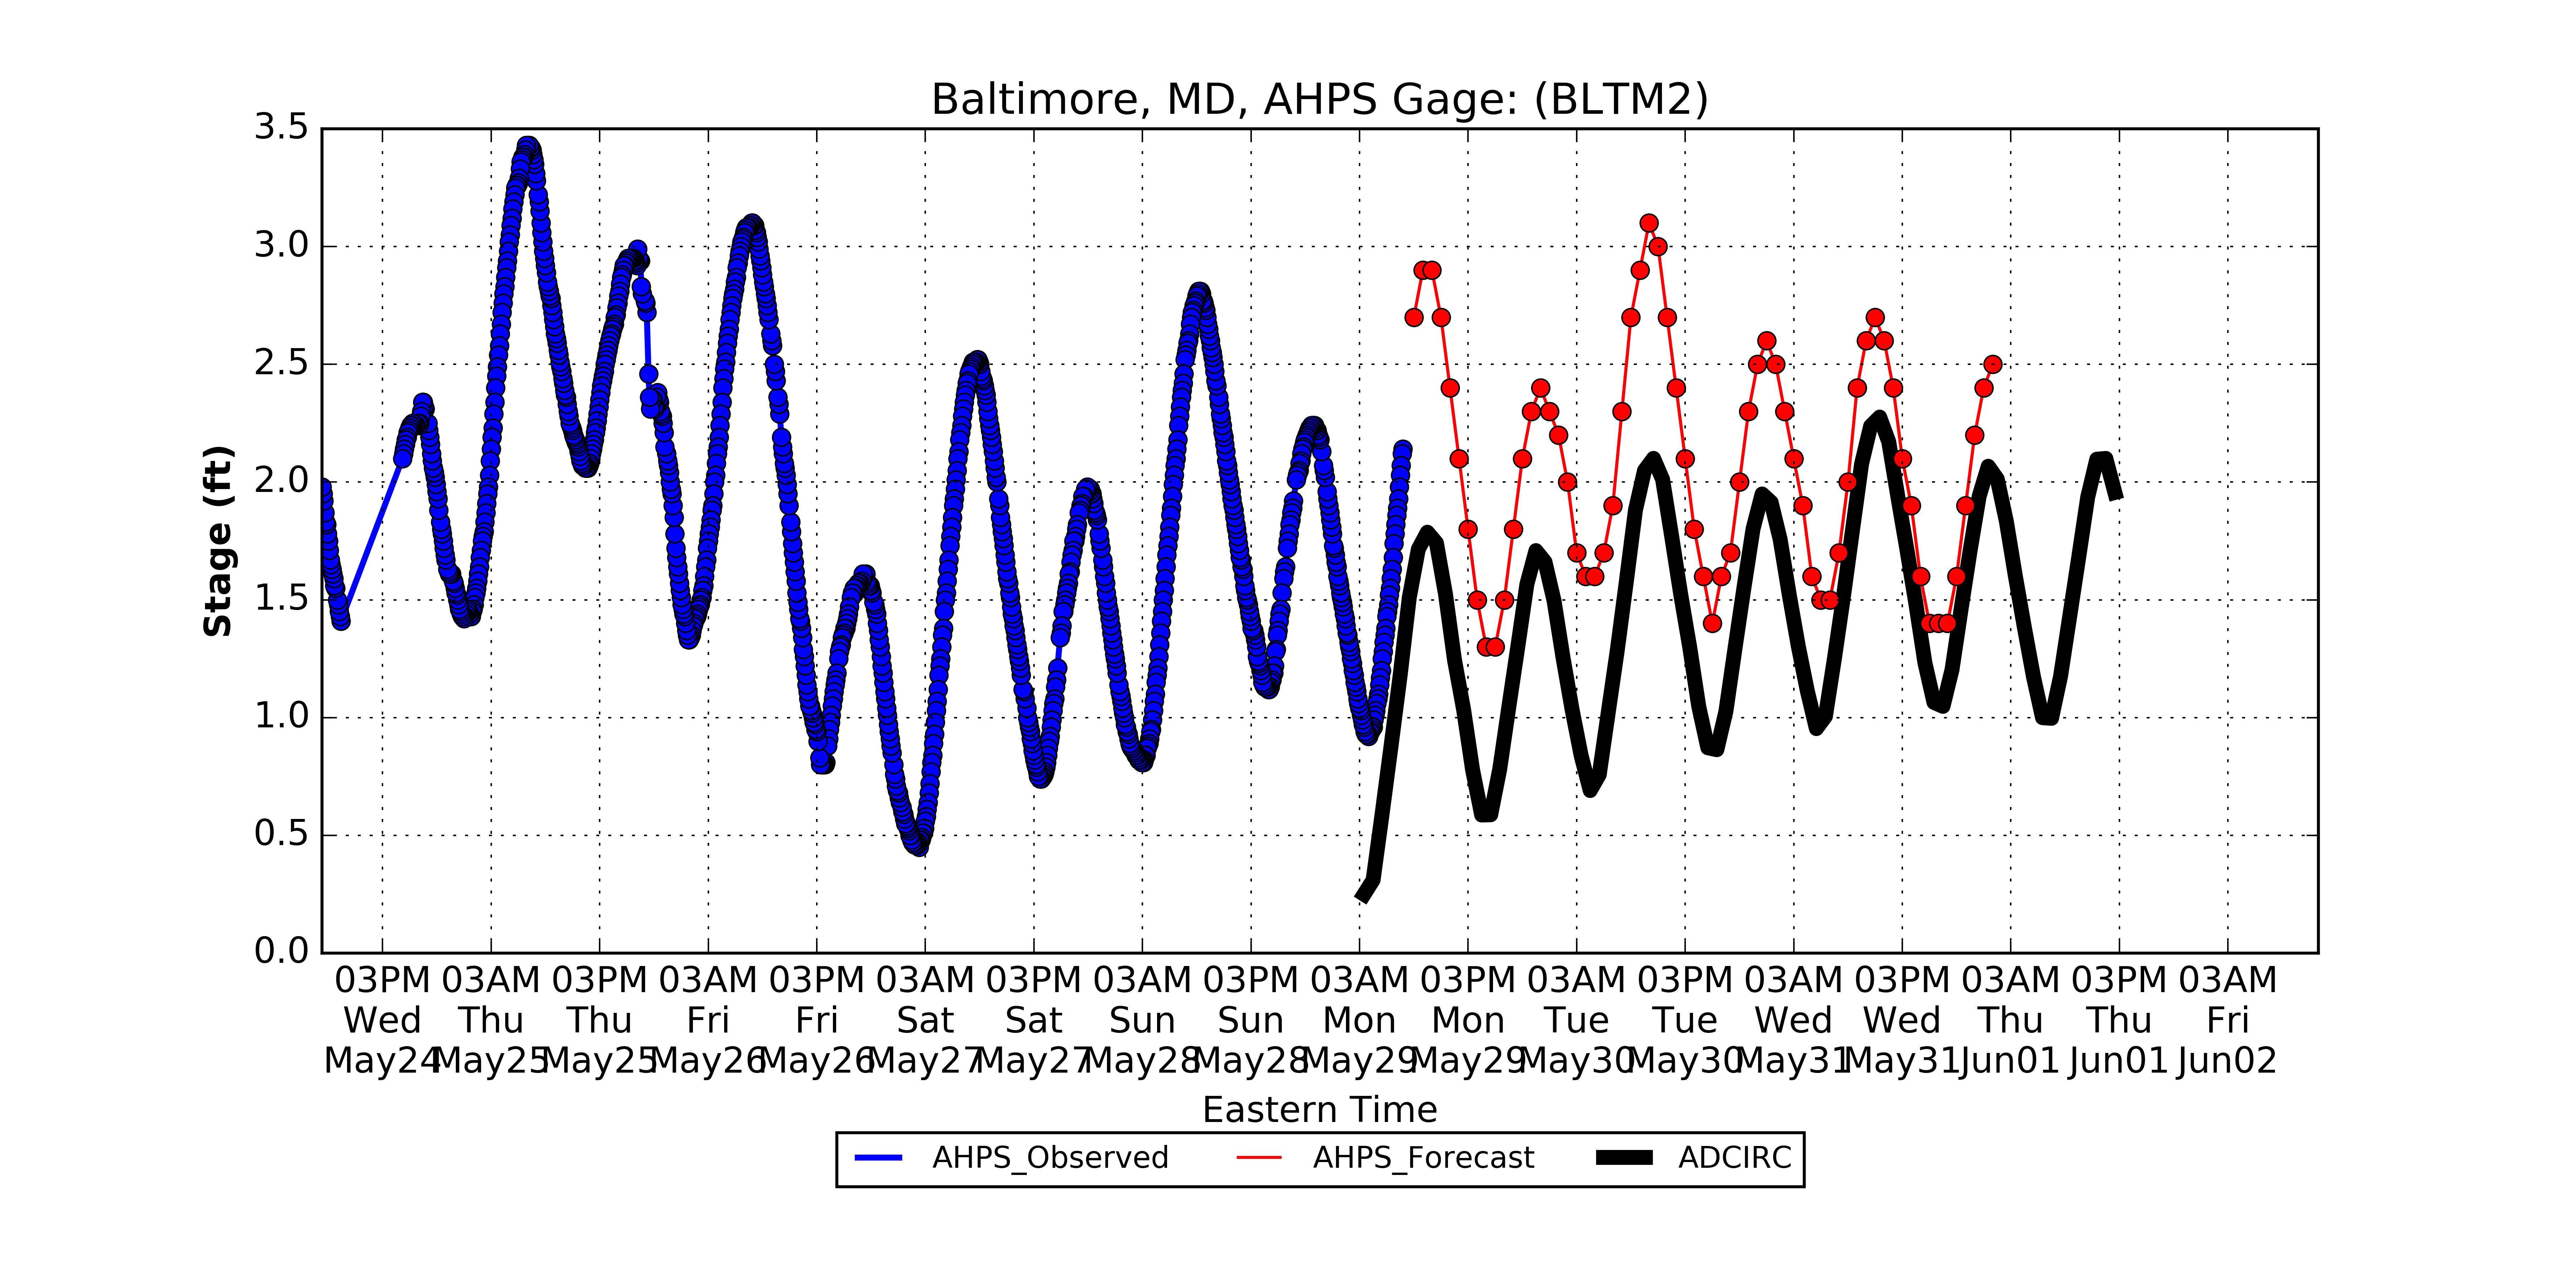 Baltimore, MD, AHPS Gage: (BLTM2)
Stage (ft)
3.5
3.0
2.5
2.0
1.5
1.0
0.5
0.0
03PM 03AM 03PM 03AM 03PM 03AM 03PM 03AM 03PM 03AM 03PM 03AM 03PM 03AM 03PM 03AM 03PM 03AM
Wed Thu Thu Fri Fri Sat Sat Sun Sun Mon Mon Tue Tue Wed Wed Thu Thu Fri
May24 May25 May25 May26 May26 May27 May27 May28 May28 May29 May29 May30 May30 May31 May31 Jun01 Jun01 Jun02
Eastern Time
AHPS_Observed AHPS_Forecast ADCIRC